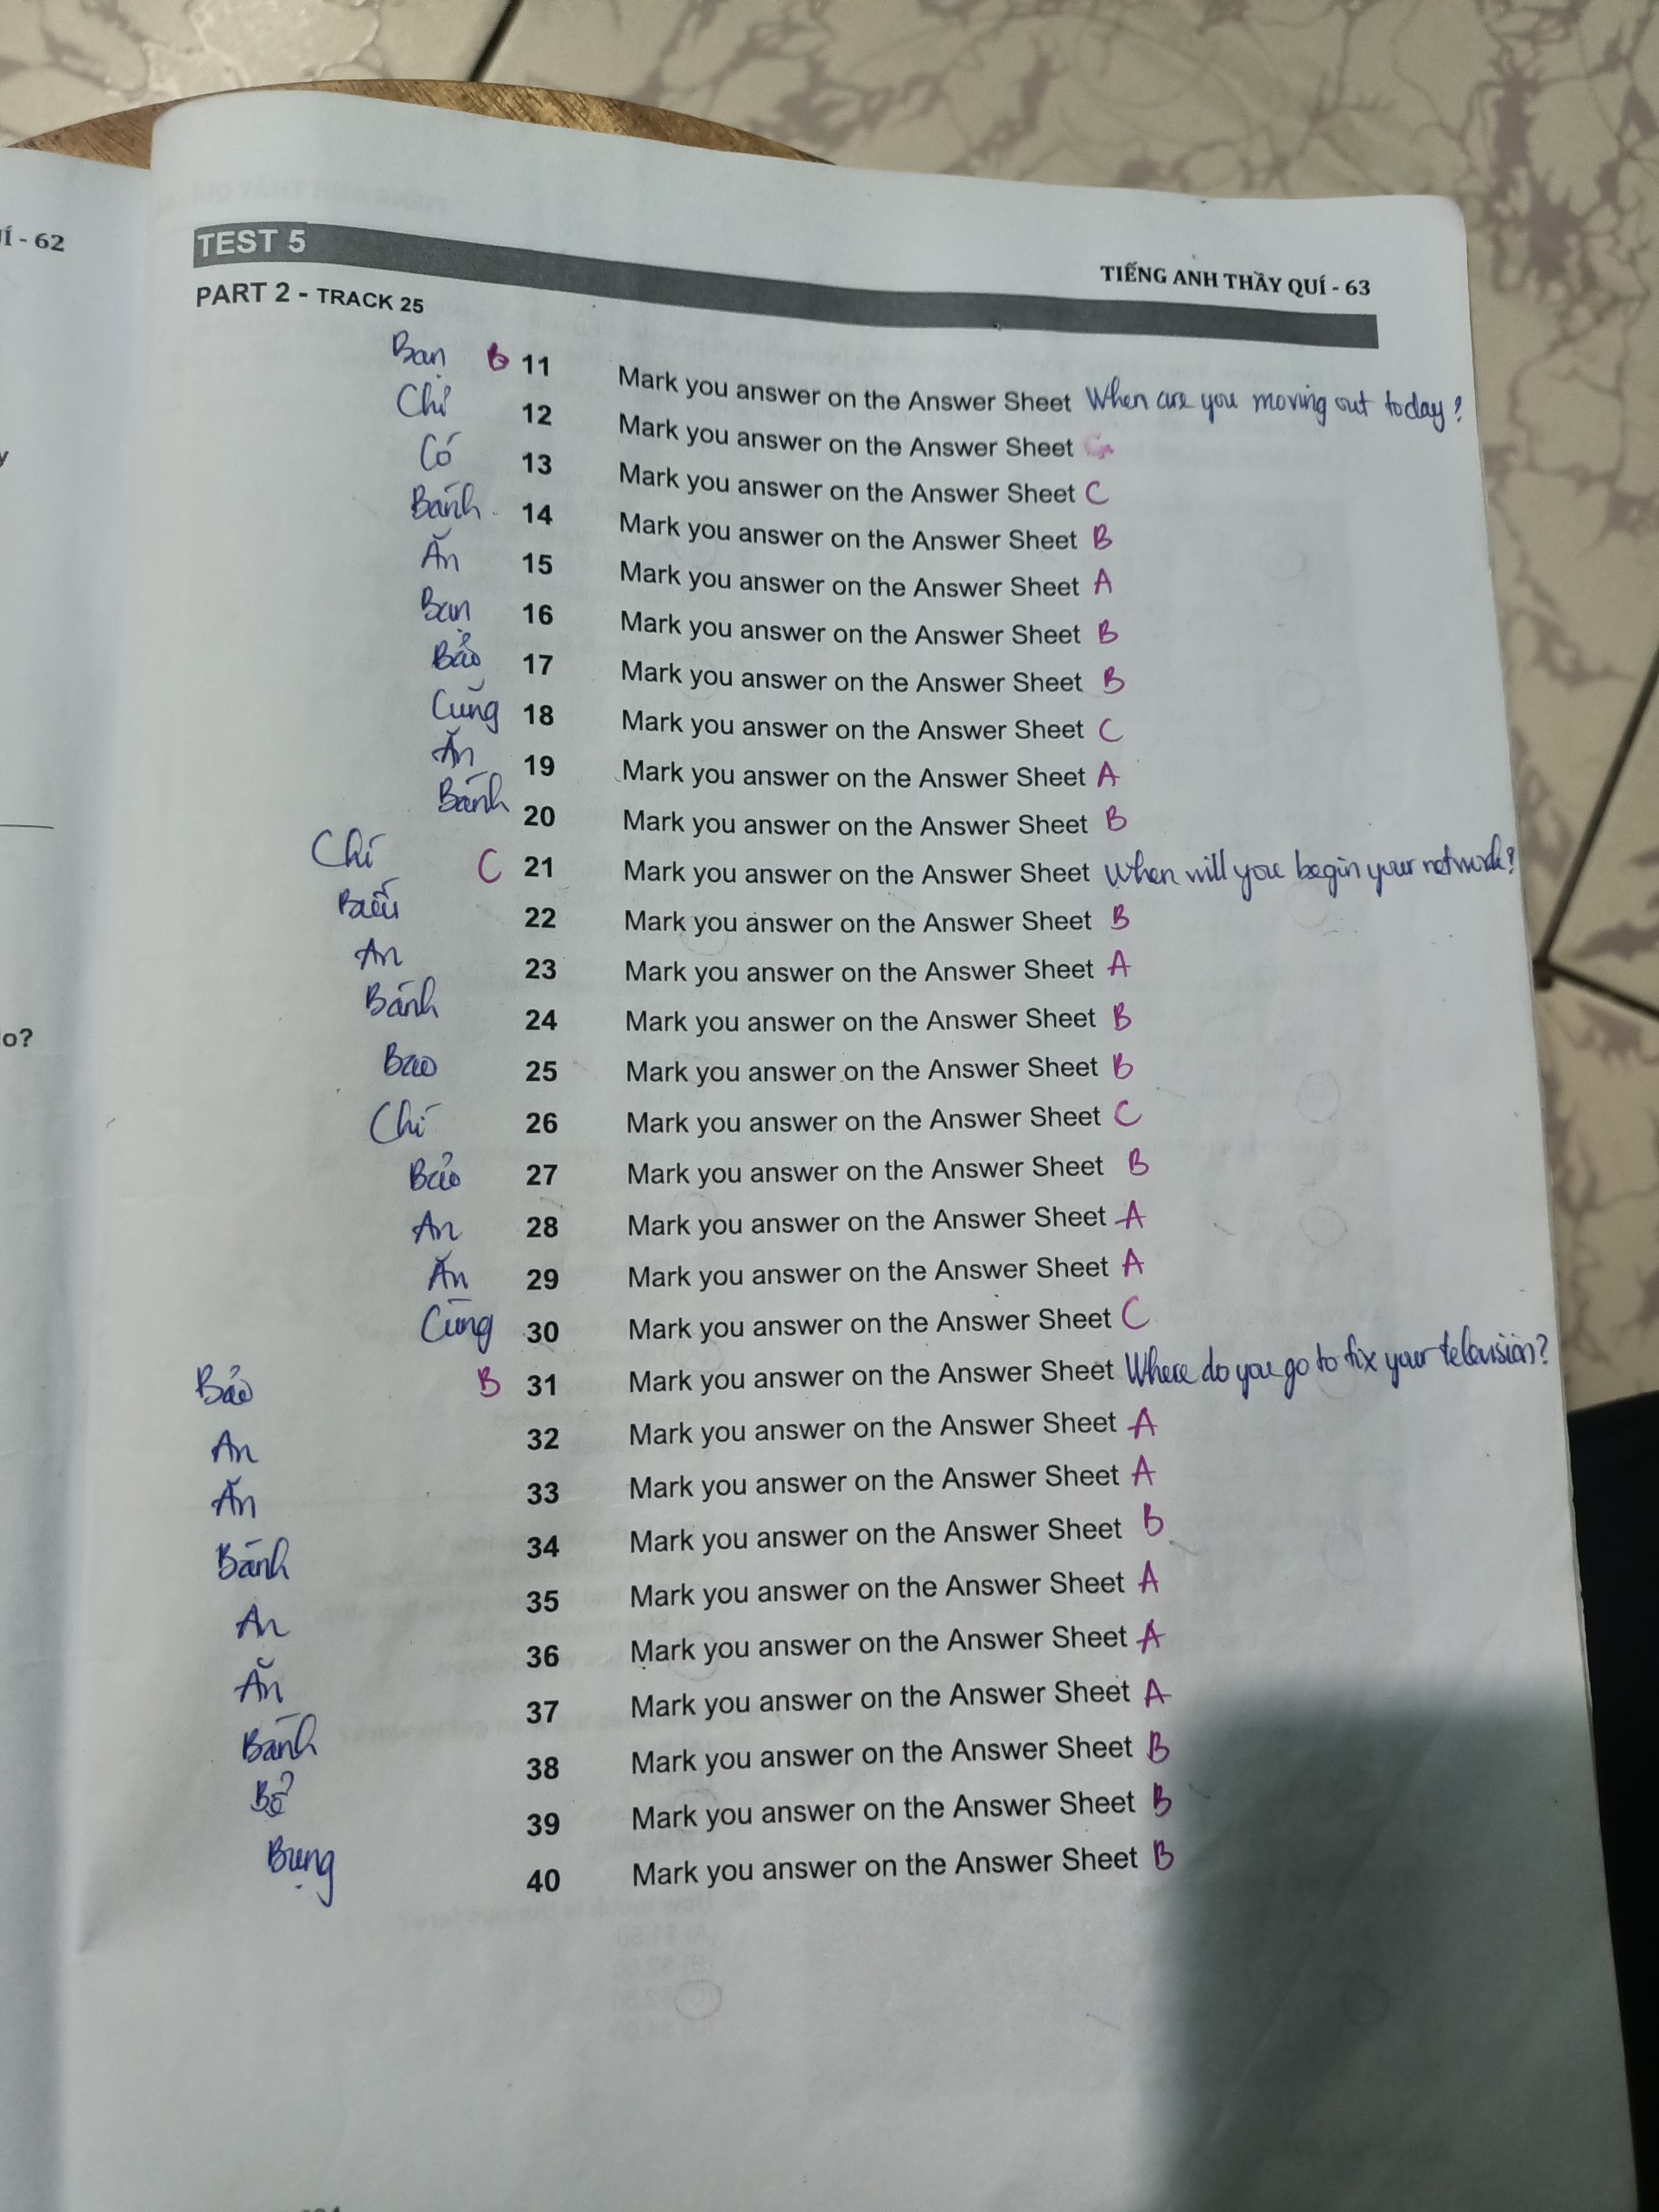 Í - 62
TEST 5
TIẾNG ANH THẦY QUÍ - 63
PART 2 - TRACK 25
Bạn B 11 Mark you answer on the Answer Sheet When are you moving out today?
Chỉ 12 Mark you answer on the Answer Sheet
Có 13 Mark you answer on the Answer Sheet C
Bánh 14 Mark you answer on the Answer Sheet B
Ăn 15 Mark you answer on the Answer Sheet A
Bạn 16 Mark you answer on the Answer Sheet B
Bảo 17 Mark you answer on the Answer Sheet B
Cũng 18 Mark you answer on the Answer Sheet C
Ăn 19 Mark you answer on the Answer Sheet A
Bánh 20 Mark you answer on the Answer Sheet B
Chí C 21 Mark you answer on the Answer Sheet When will you begin your network?
22 Mark you answer on the Answer Sheet B
An 23 Mark you answer on the Answer Sheet A
Bánh 24 Mark you answer on the Answer Sheet B
Bao 25 Mark you answer on the Answer Sheet B
Chí 26 Mark you answer on the Answer Sheet C
Bảo 27 Mark you answer on the Answer Sheet B
An 28 Mark you answer on the Answer Sheet A
Ăn 29 Mark you answer on the Answer Sheet A
Cùng 30 Mark you answer on the Answer Sheet C
Bảo B 31 Mark you answer on the Answer Sheet Where do you go to fix your television?
An 32 Mark you answer on the Answer Sheet A
Ăn 33 Mark you answer on the Answer Sheet A
Bánh 34 Mark you answer on the Answer Sheet B
An 35 Mark you answer on the Answer Sheet A
Ăn 36 Mark you answer on the Answer Sheet A
37 Mark you answer on the Answer Sheet A
Bánh 38 Mark you answer on the Answer Sheet B
Bể 39 Mark you answer on the Answer Sheet B
Bụng 40 Mark you answer on the Answer Sheet B
lo?